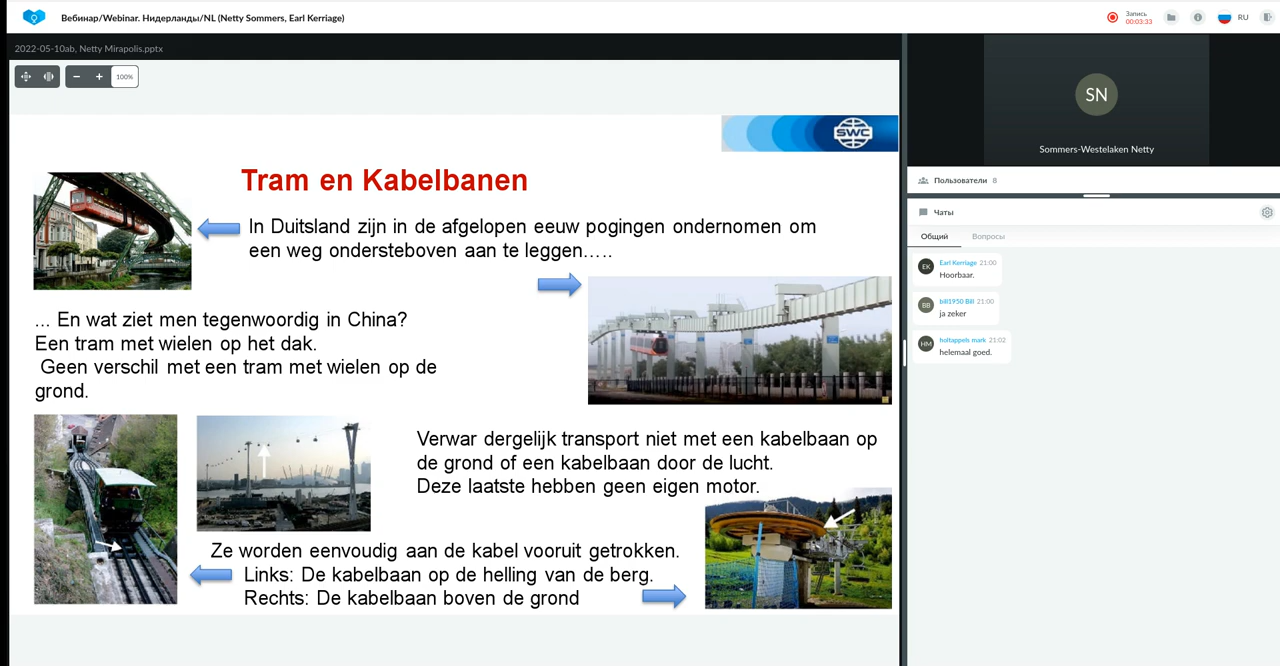 Вебинар/Webinar. Нидерланды/NL (Netty Sommers, Earl Kerriage)
Запись
00:03:33
RU
2022-05-10ab, Netty Mirapolis.pptx
100%
SWC
Tram en Kabelbanen
In Duitsland zijn in de afgelopen eeuw pogingen ondernomen om
een weg ondersteboven aan te leggen…..
... En wat ziet men tegenwoordig in China?
Een tram met wielen op het dak.
Geen verschil met een tram met wielen op de
grond.
Verwar dergelijk transport niet met een kabelbaan op
de grond of een kabelbaan door de lucht.
Deze laatste hebben geen eigen motor.
Ze worden eenvoudig aan de kabel vooruit getrokken.
Links: De kabelbaan op de helling van de berg.
Rechts: De kabelbaan boven de grond
SN
Sommers-Westelaken Netty
Пользователи 8
Чаты
Общий Вопросы
EK
Earl Kerriage 21:00
Hoorbaar.
BB
bill1950 Bill 21:00
ja zeker
HM
holtappels mark 21:02
helemaal goed.